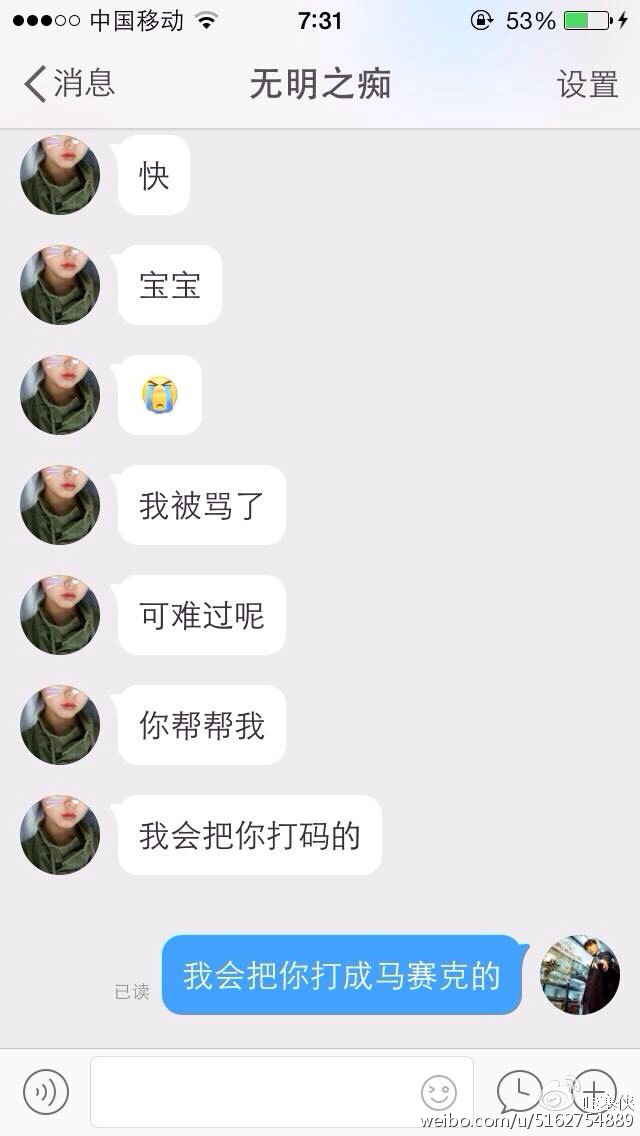 中国移动
7:31
53%
消息
无明之痴
设置
快
宝宝
我被骂了
可难过呢
你帮帮我
我会把你打码的
我会把你打成马赛克的
已读
weibo.com/u/5162754889